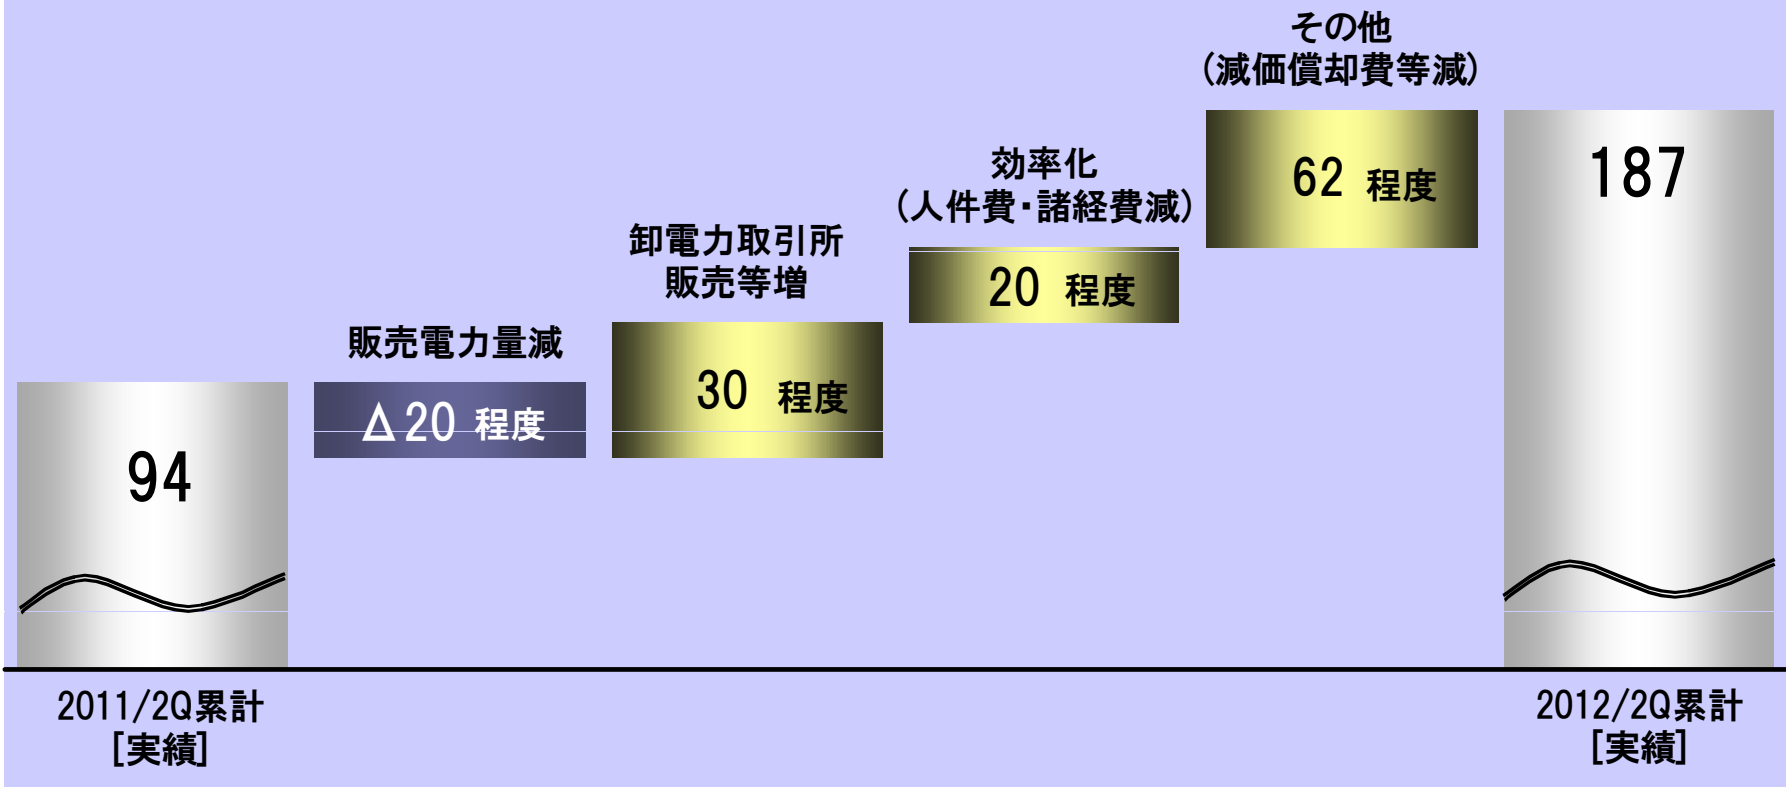 94
2011/2Q累計
[実績]
販売電力量減
Δ20 程度
卸電力取引所
販売等増
30 程度
効率化
(人件費・諸経費減)
20 程度
その他
(減価償却費等減)
62 程度
187
2012/2Q累計
[実績]